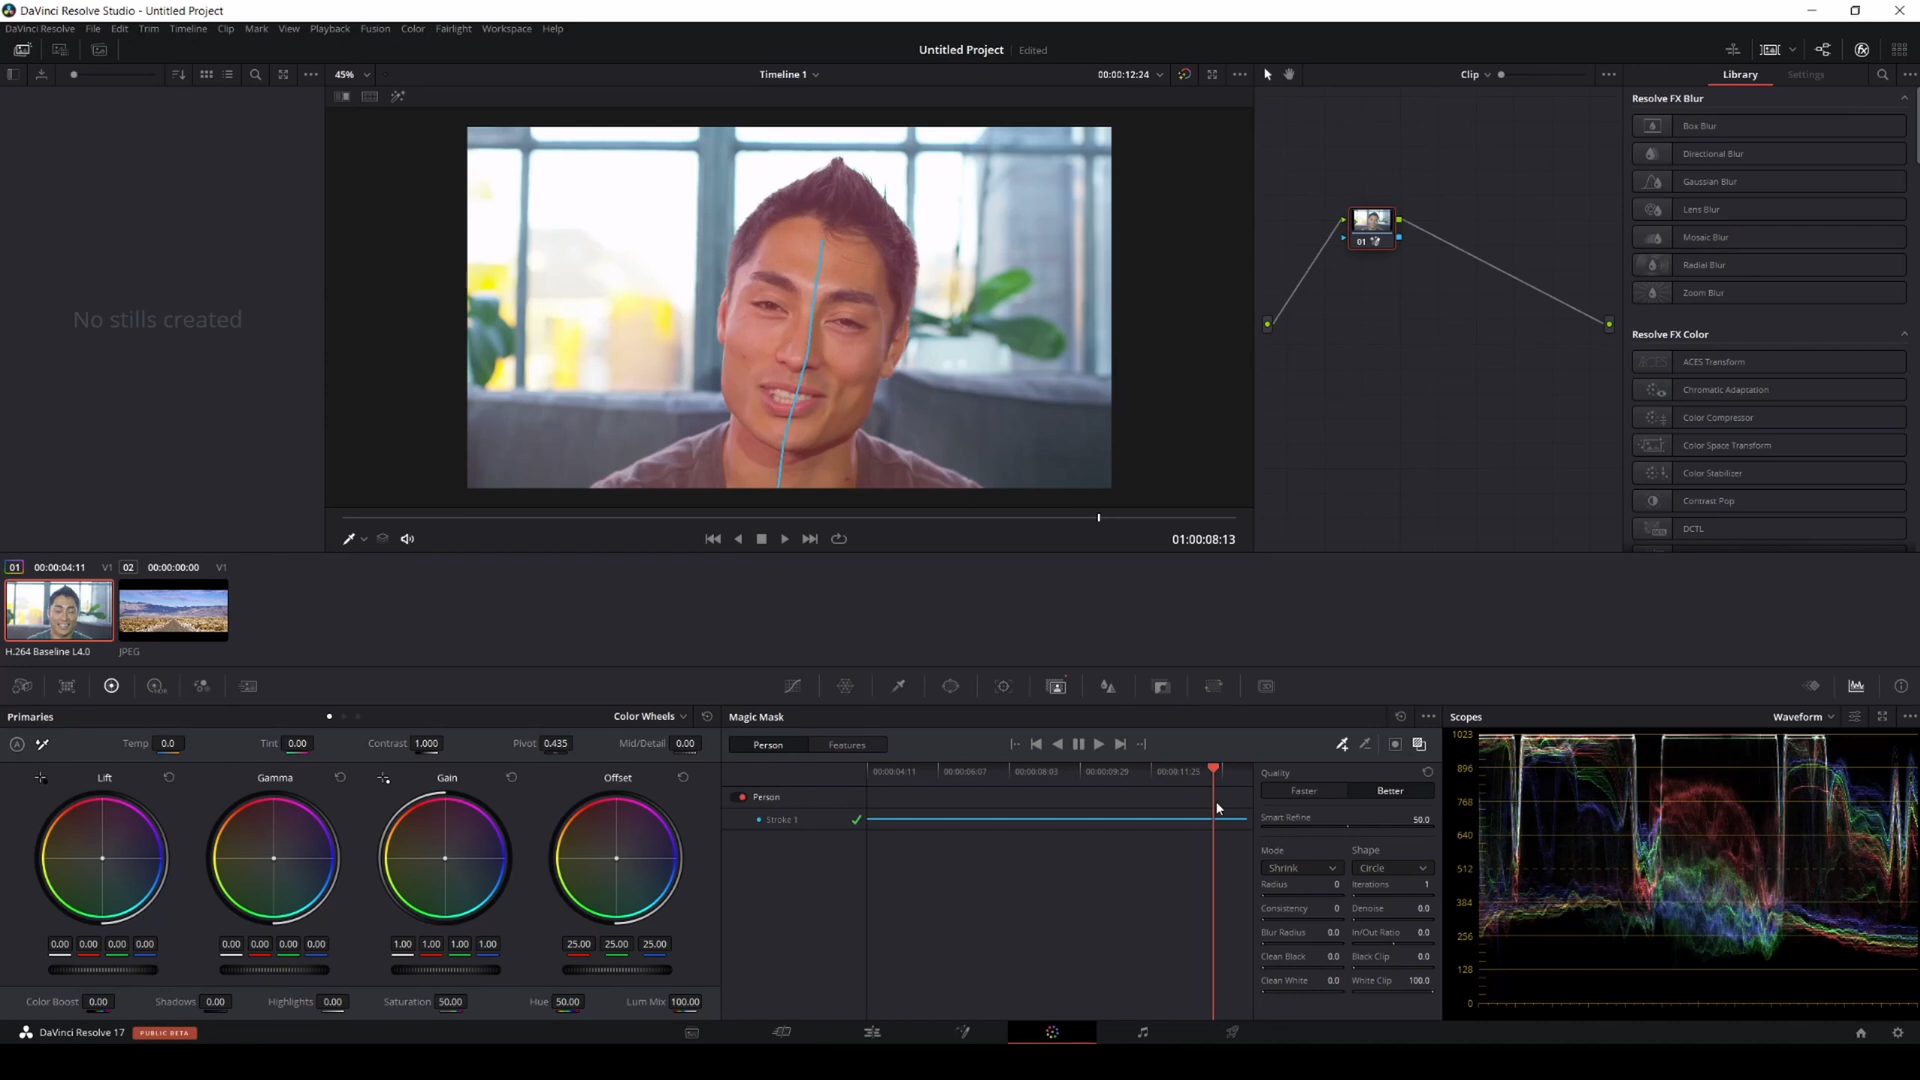 DaVinci Resolve Studio - Untitled Project
DaVinci Resolve File Edit Trim Timeline Clip Mark View Playback Fusion Color Fairlight Workspace Help
Untitled Project Edited
45% Timeline 1 00:00:12:24 Clip Library Settings
Resolve FX Blur
Box Blur
Directional Blur
Gaussian Blur
Lens Blur
Mosaic Blur
Radial Blur
Zoom Blur
01
No stills created
Resolve FX Color
ACES ACES Transform
Chromatic Adaptation
Color Compressor
Color Space Transform
Color Stabilizer
Contrast Pop
DCTL DCTL
01:00:08:13
01 00:00:04:11 V1 02 00:00:00:00 V1
H.264 Baseline L4.0 JPEG
Primaries Color Wheels Magic Mask Scopes Waveform
Temp 0.0 Tint 0.00 Contrast 1.000 Pivot 0.435 Mid/Detail 0.00
Person Features
Lift Gamma Gain Offset
00:00:04:11 00:00:06:07 00:00:08:03 00:00:09:29 00:00:11:25
Person
Stroke 1
Quality
Faster Better
Smart Refine 50.0
Mode Shape
Shrink Circle
Radius 0 Iterations 1
Consistency 0 Denoise 0.0
Blur Radius 0.0 In/Out Ratio 0.0
Clean Black 0.0 Black Clip 0.0
Clean White 0.0 White Clip 100.0
1023
896
768
640
512
384
256
128
0
0.00 0.00 0.00 0.00 0.00 0.00 0.00 0.00 1.00 1.00 1.00 1.00 25.00 25.00 25.00
Color Boost 0.00 Shadows 0.00 Highlights 0.00 Saturation 50.00 Hue 50.00 Lum Mix 100.00
DaVinci Resolve 17 PUBLIC BETA